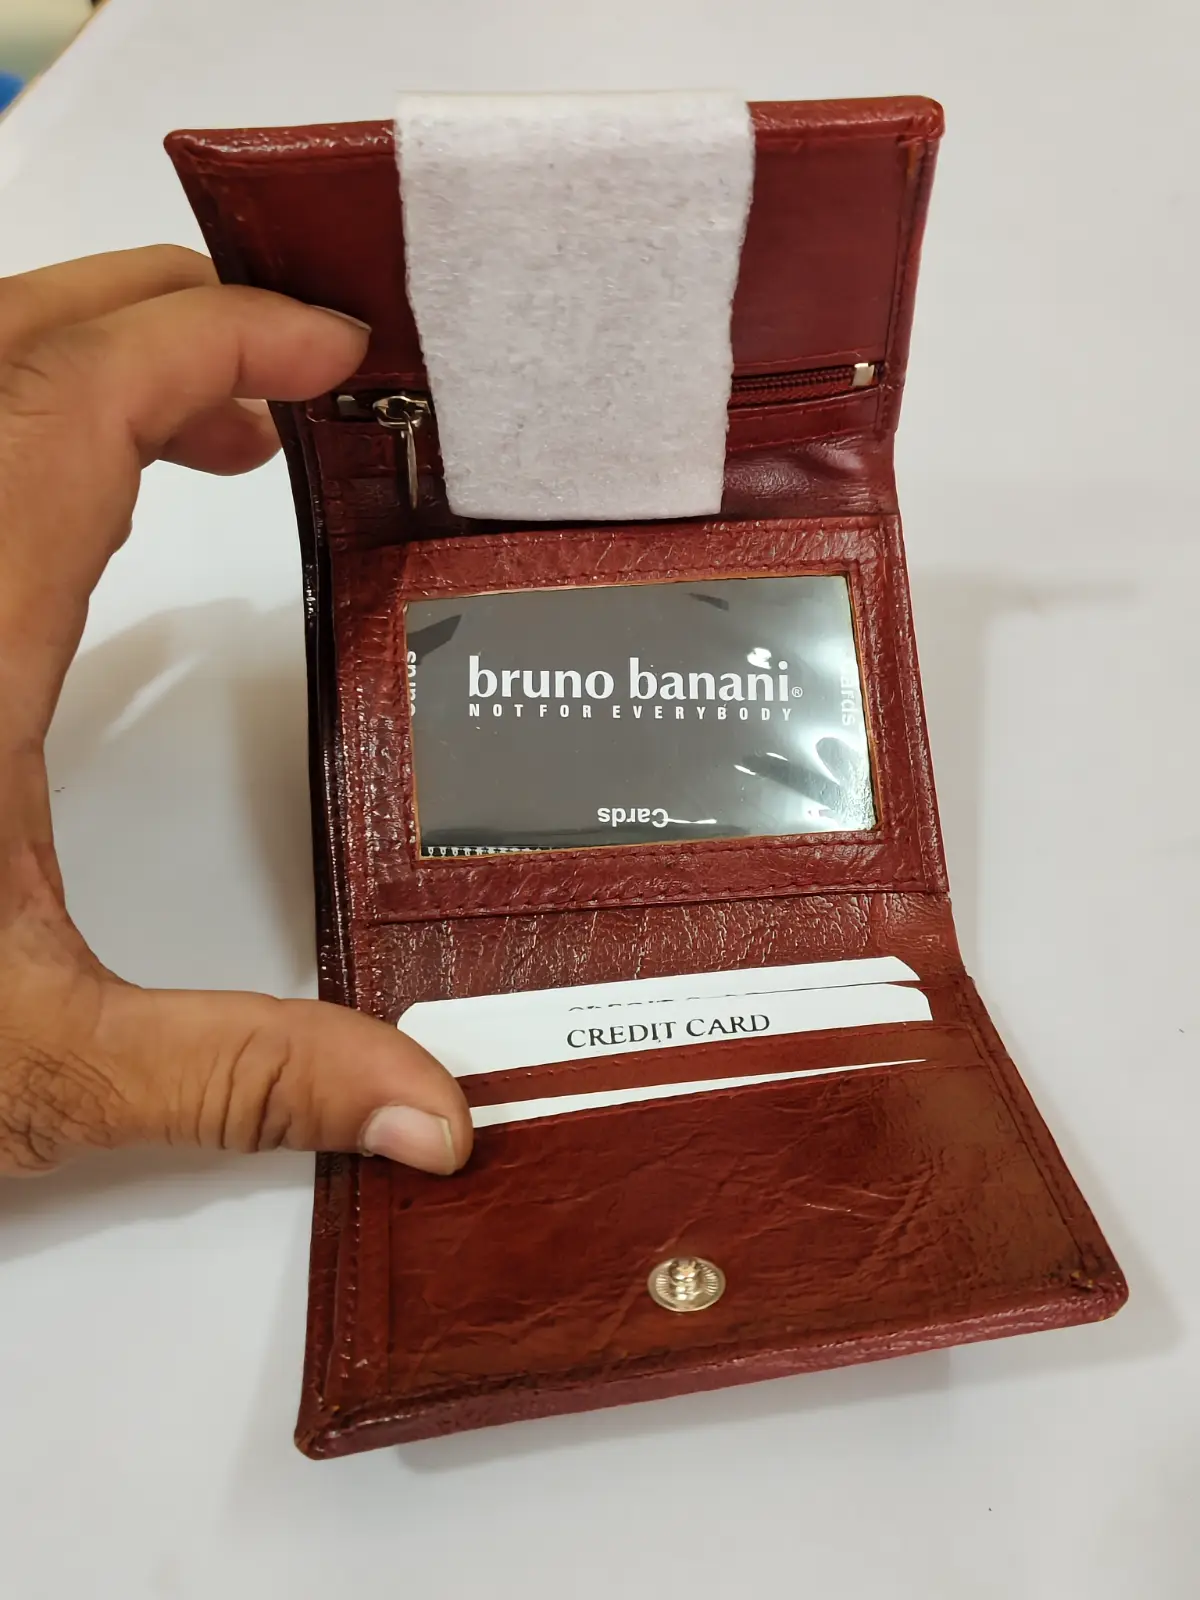 bruno banani®
NOT FOR EVERYBODY
Cards
Cards
Cards
CREDIT CARD